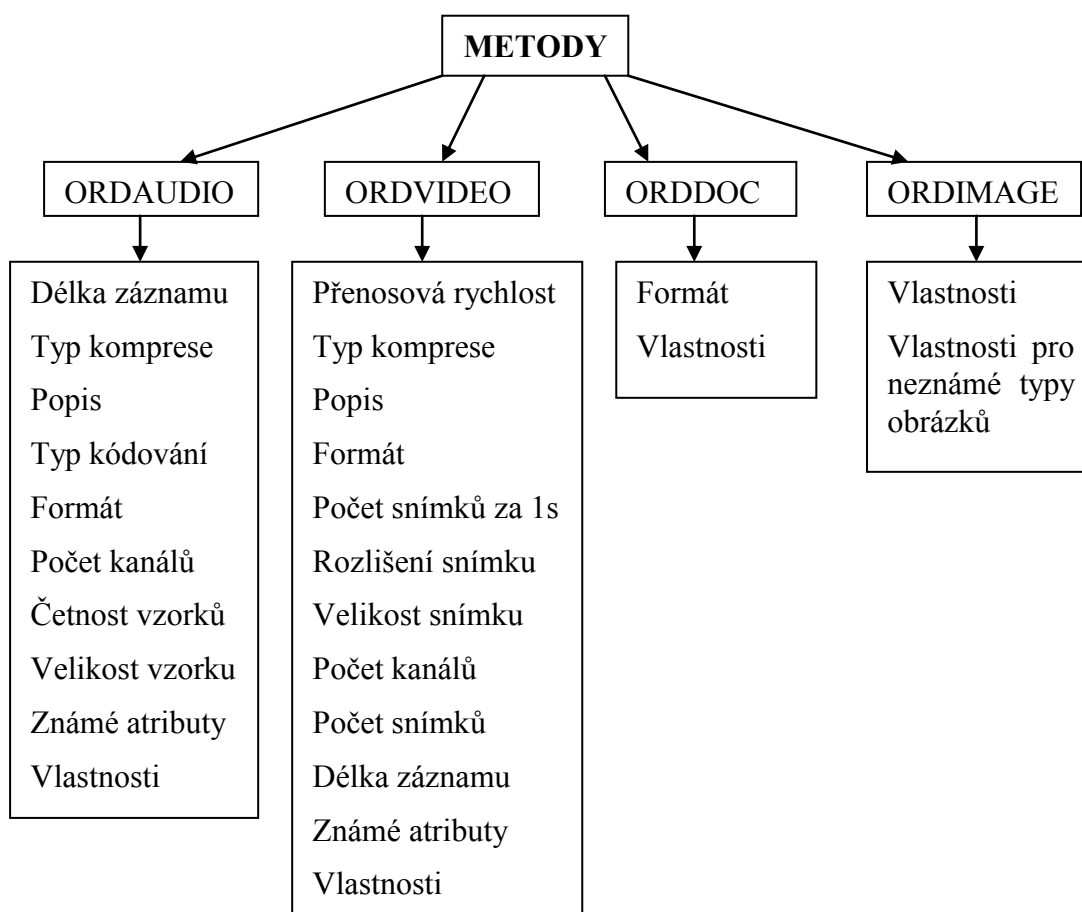 METODY
ORDAUDIO
ORDVIDEO
ORDDOC
ORDIMAGE
Délka záznamu
Typ komprese
Popis
Typ kódování
Formát
Počet kanálů
Četnost vzorků
Velikost vzorku
Známé atributy
Vlastnosti
Přenosová rychlost
Typ komprese
Popis
Formát
Počet snímků za 1s
Rozlišení snímku
Velikost snímku
Počet kanálů
Počet snímků
Délka záznamu
Známé atributy
Vlastnosti
Formát
Vlastnosti
Vlastnosti
Vlastnosti pro
neznámé typy
obrázků